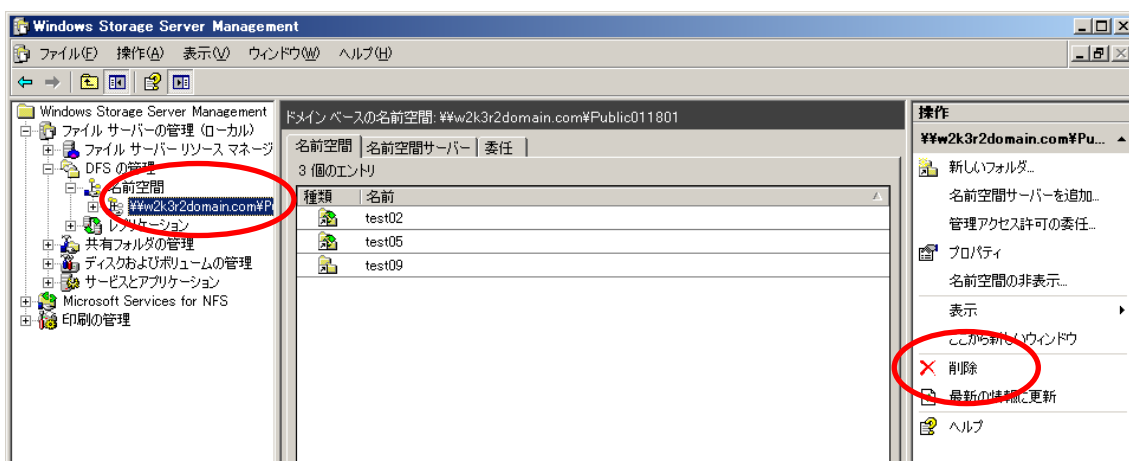 Windows Storage Server Management
ファイル(F) 操作(A) 表示(V) ウィンドウ(W) ヘルプ(H)
Windows Storage Server Management
ファイル サーバーの管理 (ローカル)
ファイル サーバー リソース マネージ
DFS の管理
名前空間
¥¥w2k3r2domain.com¥P
レプリケーション
共有フォルダの管理
ディスクおよびボリュームの管理
サービスとアプリケーション
Microsoft Services for NFS
印刷の管理
ドメイン ベースの名前空間: ¥¥w2k3r2domain.com¥Public011801
名前空間 名前空間サーバー 委任
3 個のエントリ
種類 名前
test02
test05
test09
操作
¥¥w2k3r2domain.com¥Pu...
新しいフォルダ...
名前空間サーバーを追加...
管理アクセス許可の委任...
プロパティ
名前空間の非表示...
表示
ここから新しいウィンドウ
削除
最新の情報に更新
ヘルプ